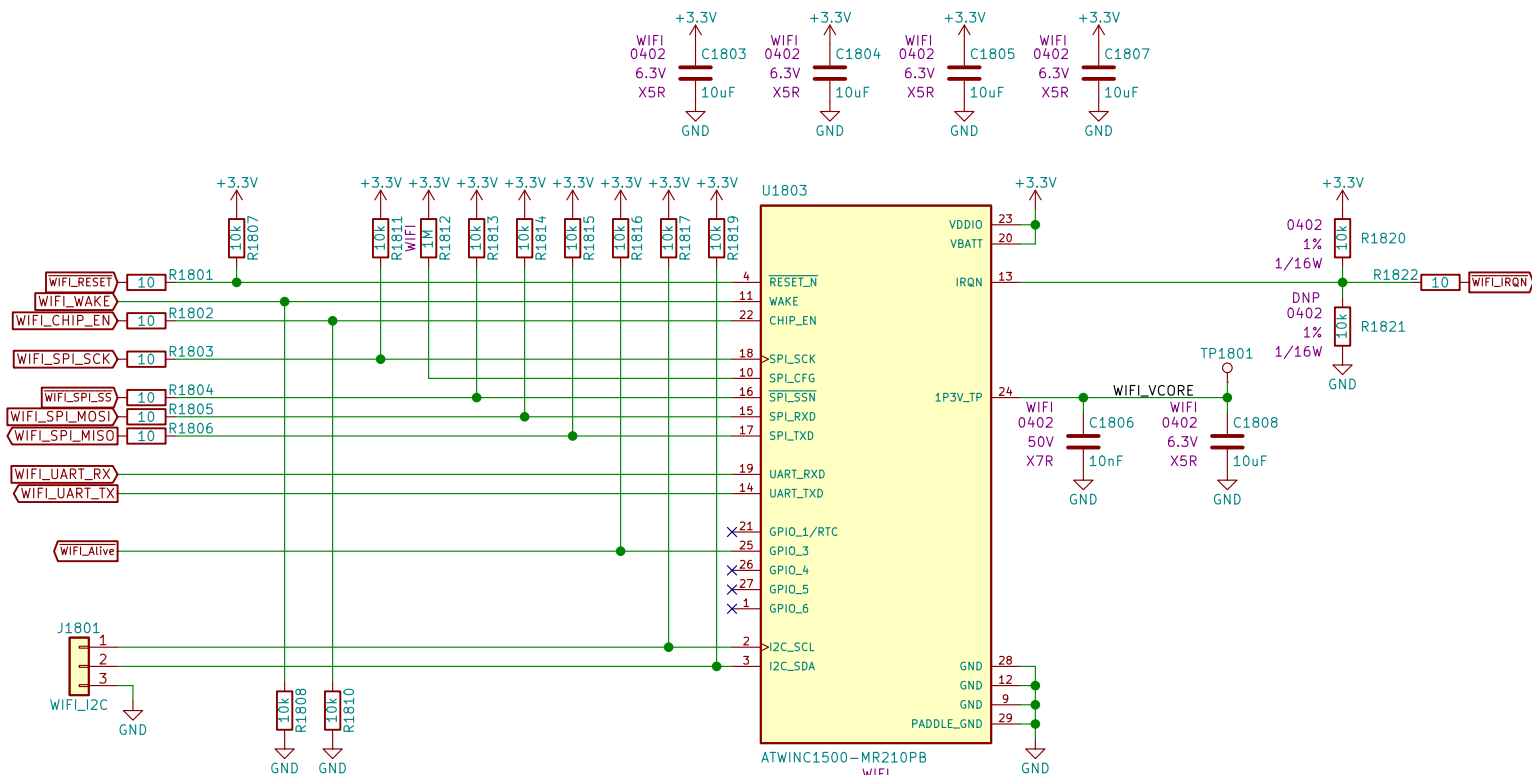 +3.3V +3.3V +3.3V +3.3V
WIFI WIFI WIFI WIFI
0402 C1803 0402 C1804 0402 C1805 0402 C1807
6.3V 6.3V 6.3V 6.3V
X5R 10uF X5R 10uF X5R 10uF X5R 10uF
GND GND GND GND
+3.3V +3.3V +3.3V +3.3V +3.3V +3.3V +3.3V +3.3V +3.3V +3.3V +3.3V
10k R1807
10k R1811
WIFI 1M R1812
10k R1813
10k R1814
10k R1815
10k R1816
10k R1817
10k R1819
U1803
WIFI_RESET 10 R1801 4 RESET_N
WIFI_WAKE 11 WAKE
WIFI_CHIP_EN 10 R1802 22 CHIP_EN
WIFI_SPI_SCK 10 R1803 18 SPI_SCK
10 SPI_CFG
WIFI_SPI_SS 10 R1804 16 SPI_SSN
WIFI_SPI_MOSI 10 R1805 15 SPI_RXD
WIFI_SPI_MISO 10 R1806 17 SPI_TXD
WIFI_UART_RX 19 UART_RXD
WIFI_UART_TX 14 UART_TXD
21 GPIO_1/RTC
WIFI_Alive 25 GPIO_3
26 GPIO_4
27 GPIO_5
1 GPIO_6
J1801
1 2 I2C_SCL
2 3 I2C_SDA
3
WIFI_I2C
GND
10k R1808
10k R1810
GND GND
VDDIO 23
VBATT 20
IRQN 13
1P3V_TP 24
GND 28
GND 12
GND 9
PADDLE_GND 29
GND
ATWINC1500-MR210PB
WIFI
0402
1%
1/16W
10k R1820
R1822 10 WIFI_IRQN
DNP
0402
1%
1/16W
10k R1821
GND
TP1801
WIFI_VCORE
WIFI WIFI
0402 C1806 0402 C1808
50V 6.3V
X7R 10nF X5R 10uF
GND GND